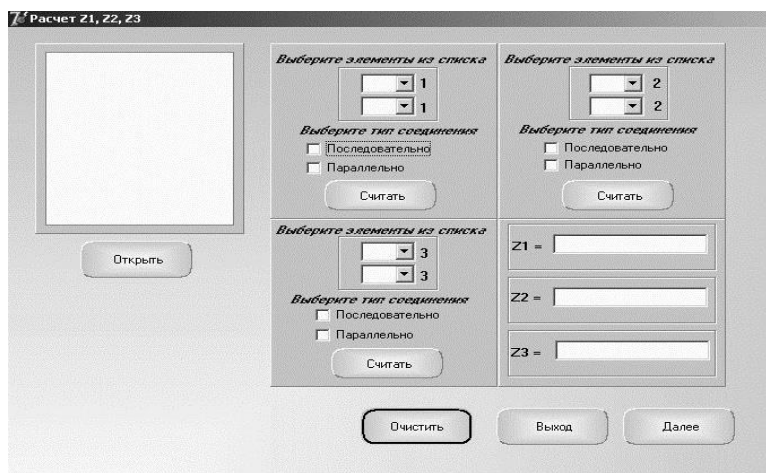 Расчет Z1, Z2, Z3
Выберите элементы из списка
1
1
Выберите тип соединения
Последовательно
Параллельно
Считать
Выберите элементы из списка
2
2
Выберите тип соединения
Последовательно
Параллельно
Считать
Открыть
Выберите элементы из списка
3
3
Выберите тип соединения
Последовательно
Параллельно
Считать
Z1 =
Z2 =
Z3 =
Очистить
Выход
Далее